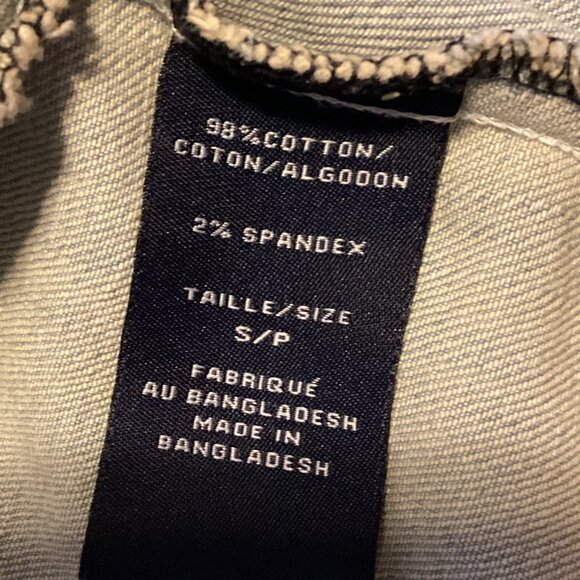 98%COTTON/
COTON/ALGODON
2% SPANDEX
TAILLE/SIZE
S/P
FABRIQUÉ
AU BANGLADESH
MADE IN
BANGLADESH